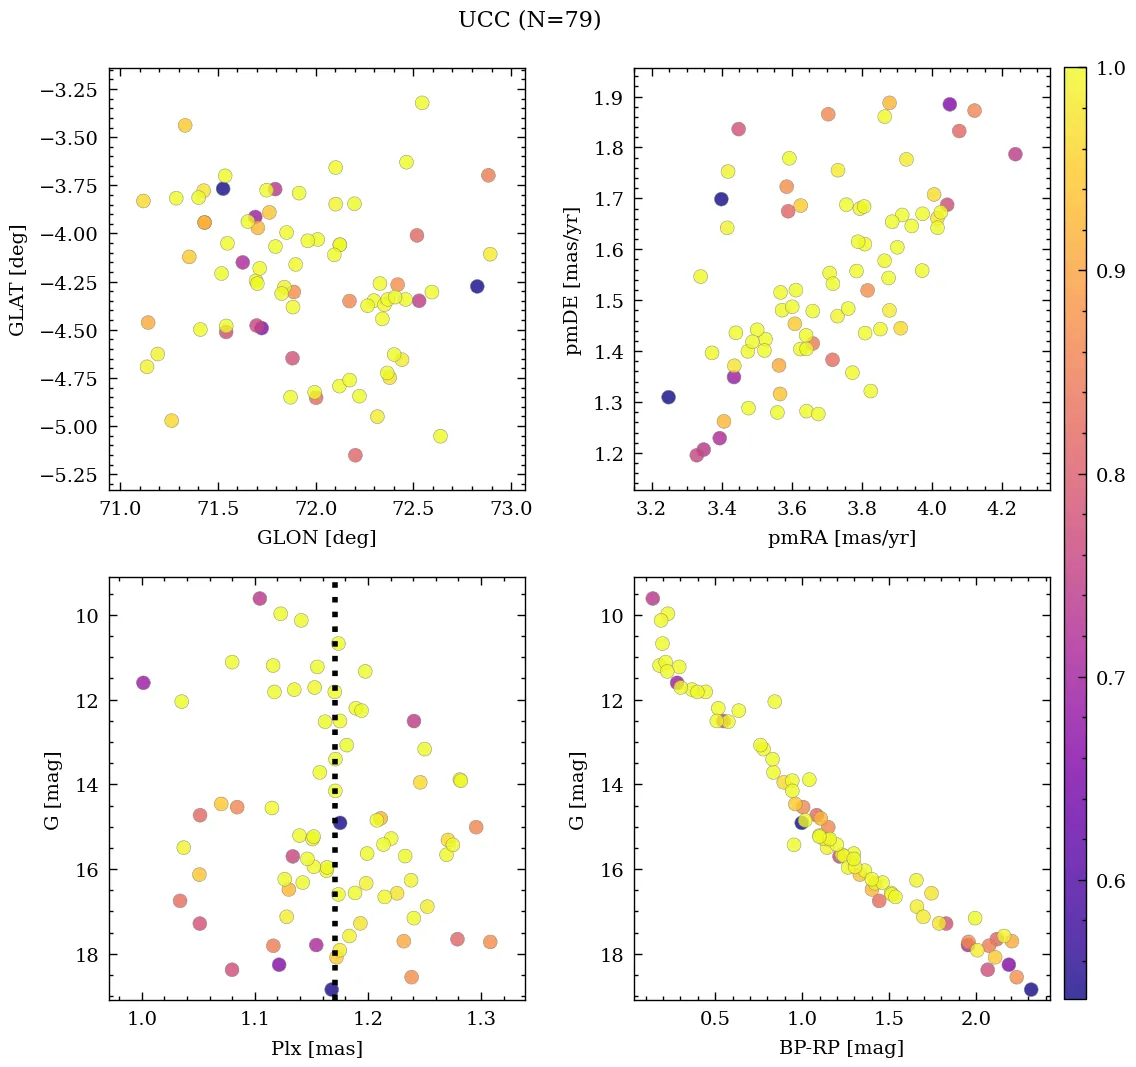 UCC (N=79)
−3.25
−3.50
−3.75
−4.00
−4.25
−4.50
−4.75
−5.00
−5.25
GLAT [deg]
71.0 71.5 72.0 72.5 73.0
GLON [deg]
1.9
1.8
1.7
1.6
1.5
1.4
1.3
1.2
pmDE [mas/yr]
3.2 3.4 3.6 3.8 4.0 4.2
pmRA [mas/yr]
1.0
0.9
0.8
0.7
0.6
10
12
14
16
18
G [mag]
1.0 1.1 1.2 1.3
Plx [mas]
10
12
14
16
18
G [mag]
0.5 1.0 1.5 2.0
BP-RP [mag]